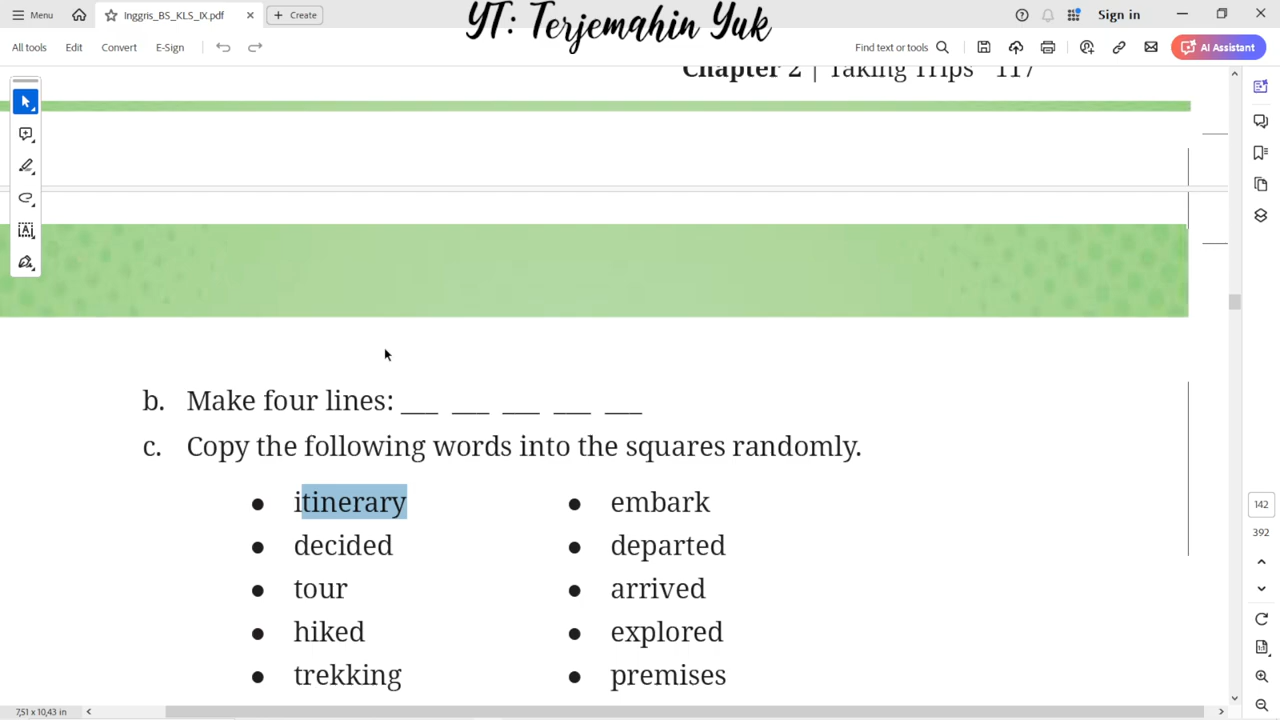 Menu
Inggris_BS_KLS_IX.pdf
Create
YT: Terjemahin Yuk
Sign in
All tools
Edit
Convert
E-Sign
Find text or tools
AI Assistant
Chapter 2 | Taking Trips 117
b. Make four lines: ___ ___ ___ ___ ___
c. Copy the following words into the squares randomly.
● itinerary ● embark
● decided ● departed
● tour ● arrived
● hiked ● explored
● trekking ● premises
142
392
7,51 x 10,43 in